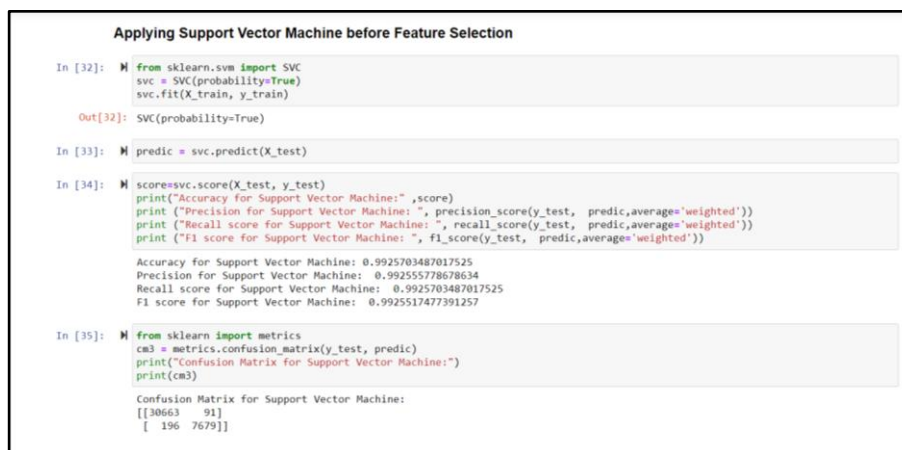 Applying Support Vector Machine before Feature Selection
In [32]: from sklearn.svm import SVC
svc = SVC(probability=True)
svc.fit(X_train, y_train)
Out[32]: SVC(probability=True)
In [33]: predic = svc.predict(X_test)
In [34]: score=svc.score(X_test, y_test)
print("Accuracy for Support Vector Machine:" ,score)
print ("Precision for Support Vector Machine: ", precision_score(y_test, predic,average='weighted'))
print ("Recall score for Support Vector Machine: ", recall_score(y_test, predic,average='weighted'))
print ("F1 score for Support Vector Machine: ", f1_score(y_test, predic,average='weighted'))
Accuracy for Support Vector Machine: 0.9925703487017525
Precision for Support Vector Machine: 0.992555778678634
Recall score for Support Vector Machine: 0.9925703487017525
F1 score for Support Vector Machine: 0.9925517477391257
In [35]: from sklearn import metrics
cm3 = metrics.confusion_matrix(y_test, predic)
print("Confusion Matrix for Support Vector Machine:")
print(cm3)
Confusion Matrix for Support Vector Machine:
[[30663 91]
[ 196 7679]]